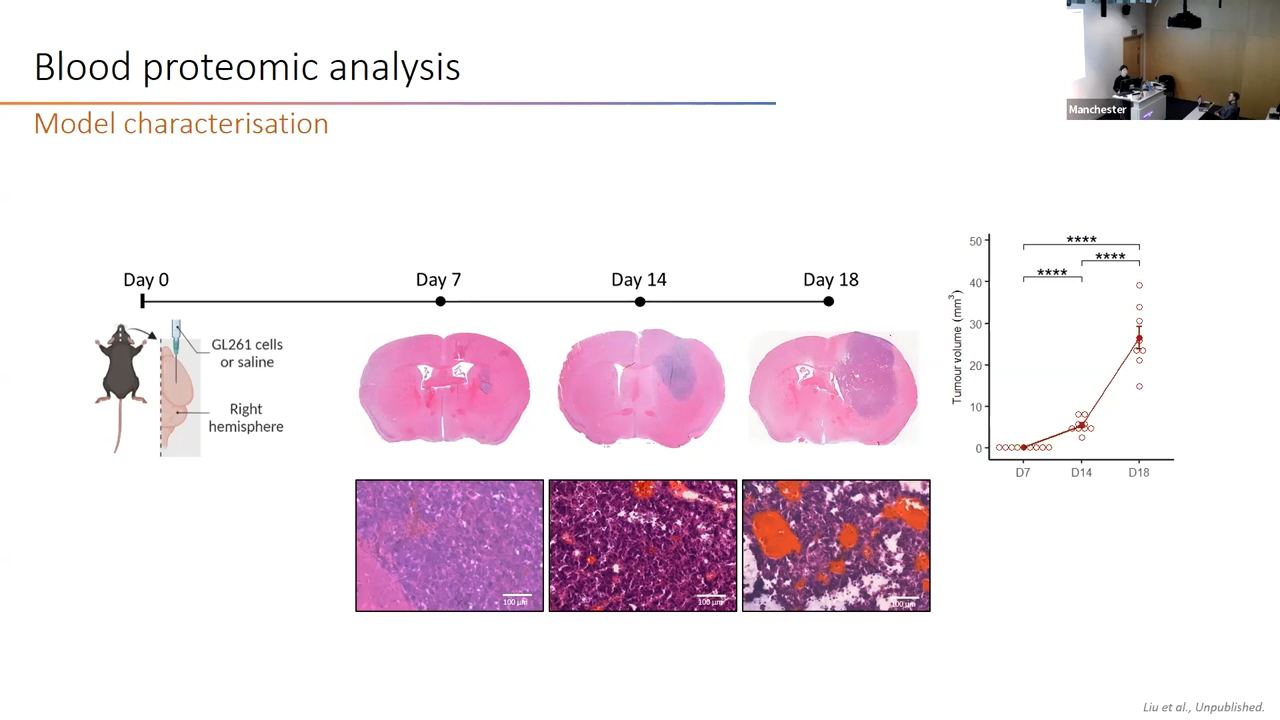 Blood proteomic analysis
Model characterisation
Manchester
Day 0
Day 7
Day 14
Day 18
GL261 cells
or saline
Right
hemisphere
100 µm
100 µm
100 µm
Tumour volume (mm³)
50
40
30
20
10
0
****
****
****
D7
D14
D18
Liu et al., Unpublished.